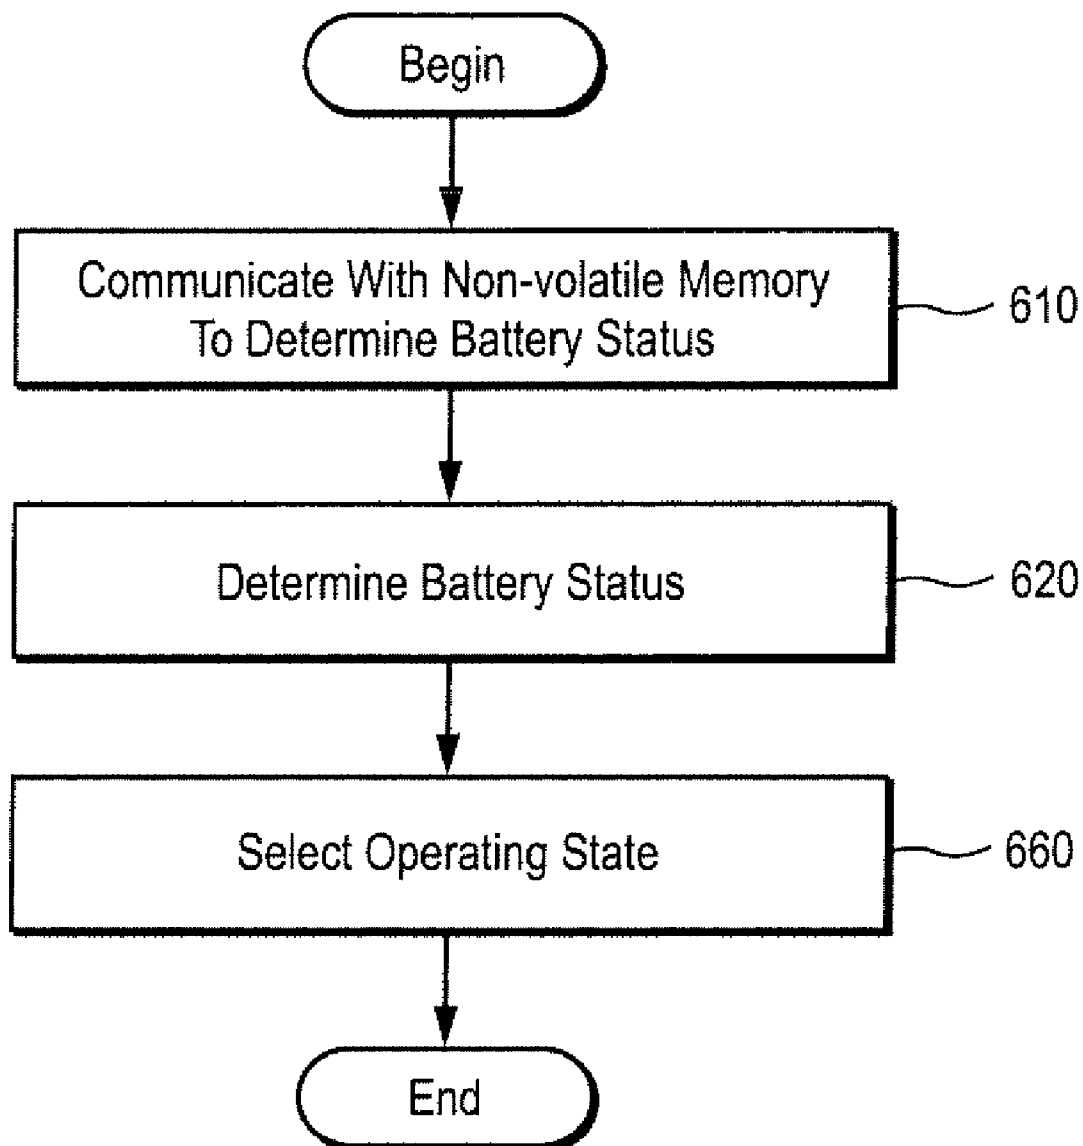 Begin
Communicate With Non-volatile Memory
To Determine Battery Status
610
Determine Battery Status
620
Select Operating State
660
End